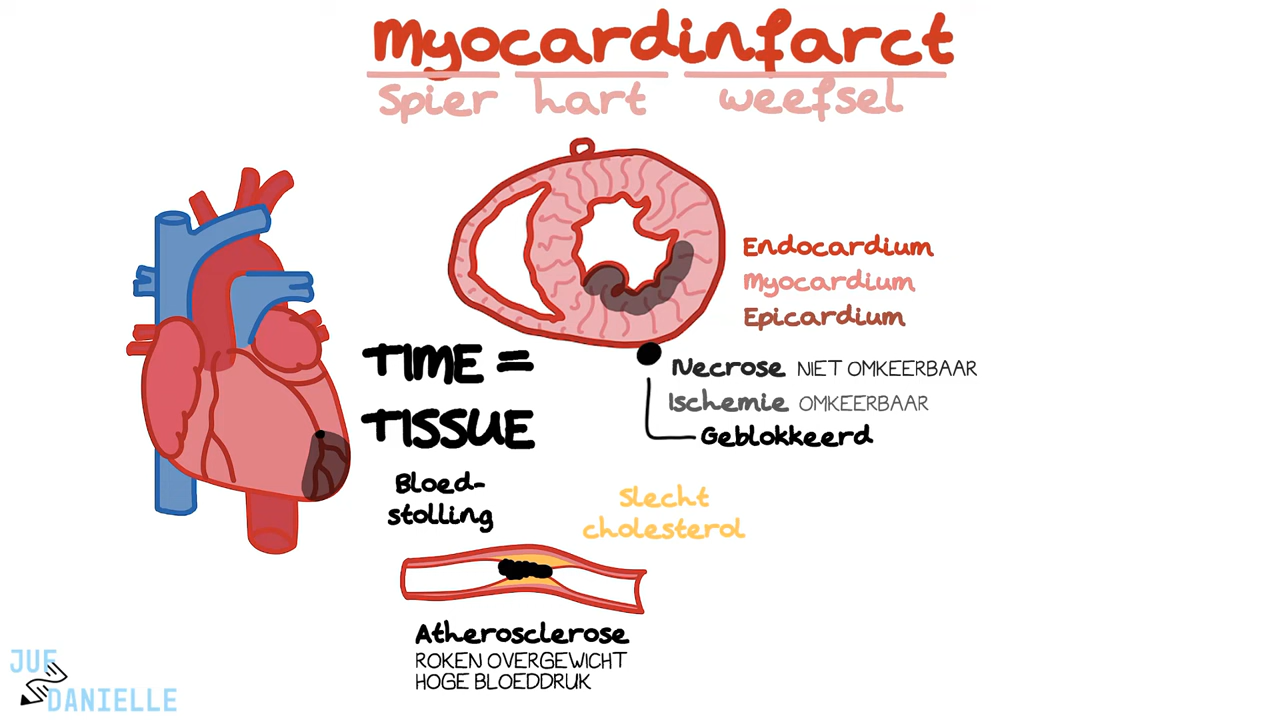 Myocardinfarct
Spier hart weefsel
Endocardium
Myocardium
Epicardium
TIME =
TISSUE
Necrose NIET OMKEERBAAR
Ischemie OMKEERBAAR
Geblokkeerd
Bloed-
stolling
Slecht
cholesterol
Atherosclerose
ROKEN OVERGEWICHT
HOGE BLOEDDRUK
JUF
DANIELLE